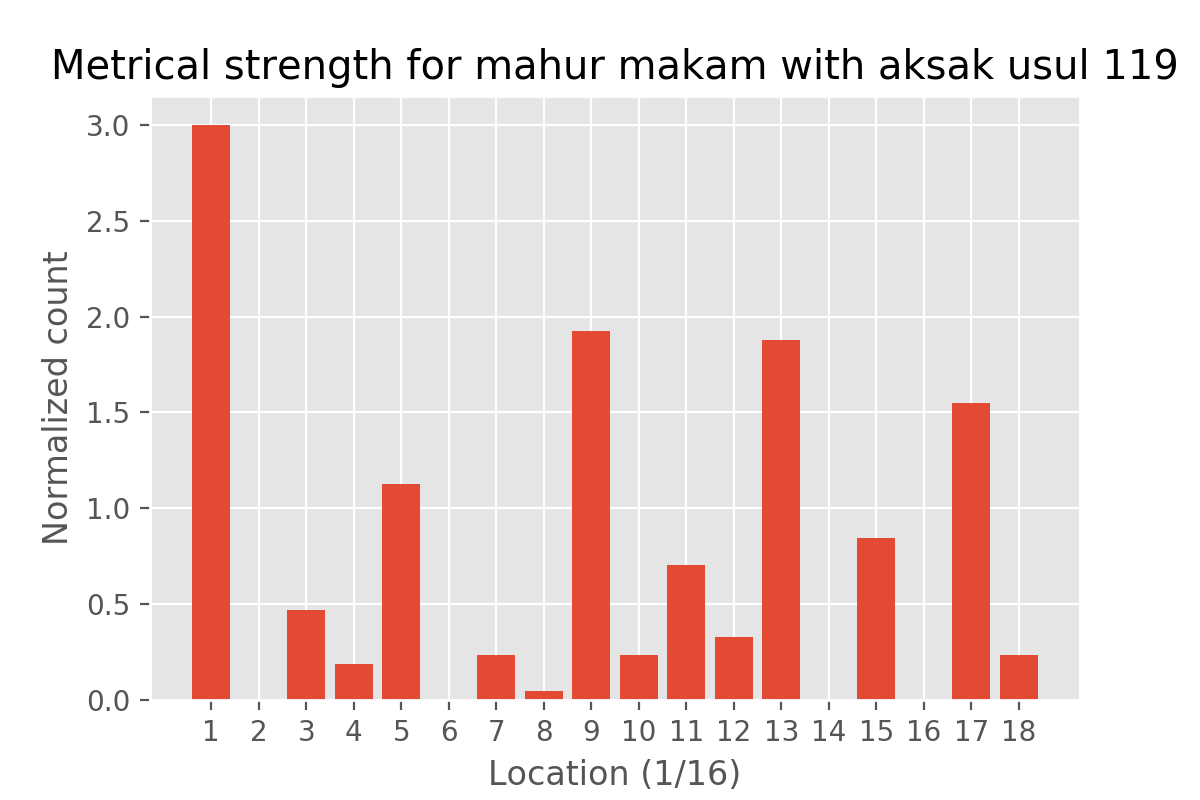 Metrical strength for mahur makam with aksak usul 119
Normalized count
3.0
2.5
2.0
1.5
1.0
0.5
0.0
1 2 3 4 5 6 7 8 9 10 11 12 13 14 15 16 17 18
Location (1/16)